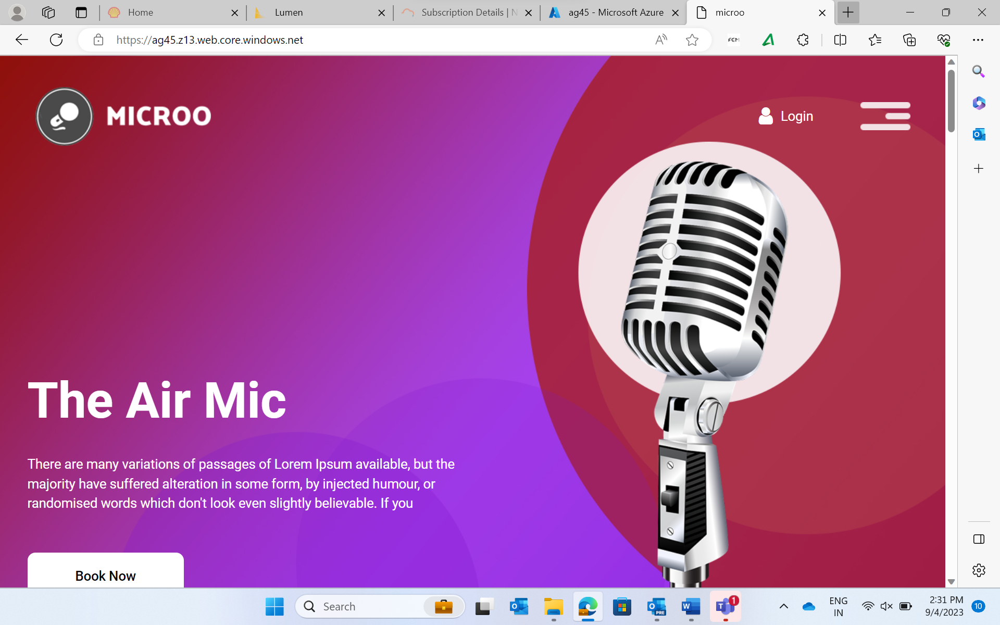 Home
Lumen
Subscription Details | N
ag45 - Microsoft Azure
microo
https://ag45.z13.web.core.windows.net
FCM
MICROO
Login
The Air Mic
There are many variations of passages of Lorem Ipsum available, but the
majority have suffered alteration in some form, by injected humour, or
randomised words which don't look even slightly believable. If you
Book Now
Search
PRE
1
ENG
IN
2:31 PM
9/4/2023
10